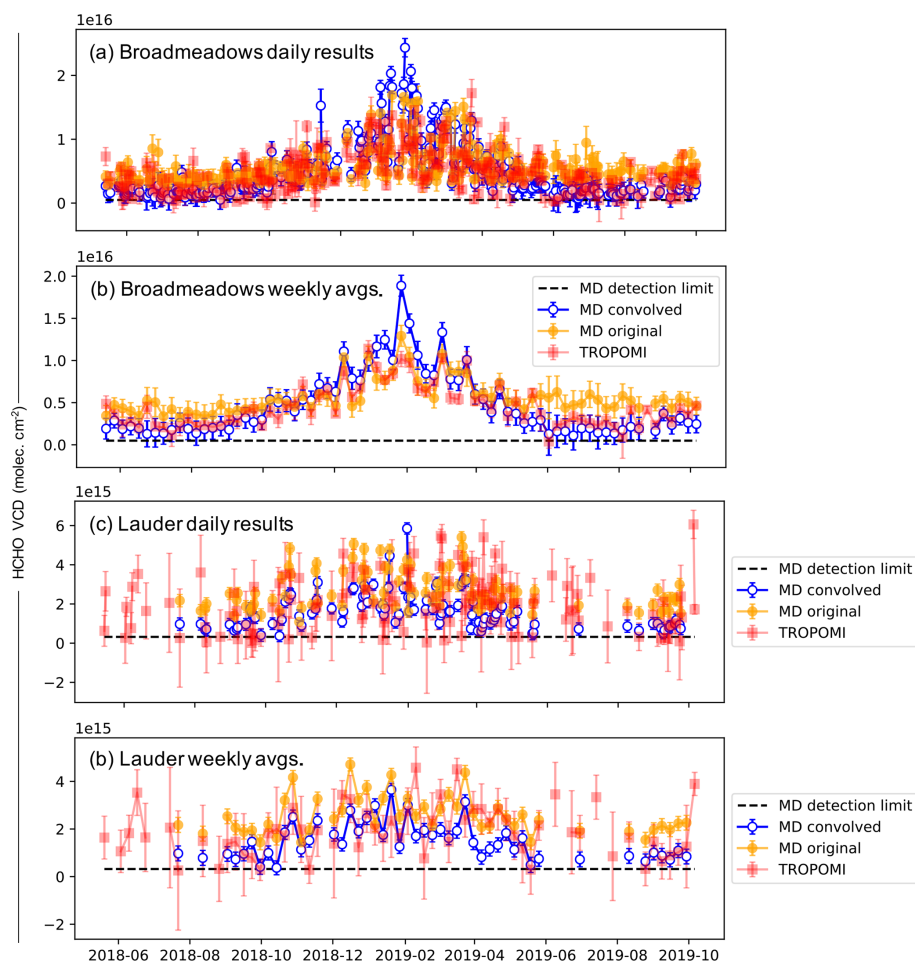 HCHO VCD (molec. cm⁻²)
1e16
(a) Broadmeadows daily results
2
1
0
1e16
(b) Broadmeadows weekly avgs.
2.0
1.5
1.0
0.5
0.0
MD detection limit
MD convolved
MD original
TROPOMI
1e15
(c) Lauder daily results
6
4
2
0
−2
MD detection limit
MD convolved
MD original
TROPOMI
1e15
(b) Lauder weekly avgs.
4
2
0
−2
MD detection limit
MD convolved
MD original
TROPOMI
2018-06 2018-08 2018-10 2018-12 2019-02 2019-04 2019-06 2019-08 2019-10